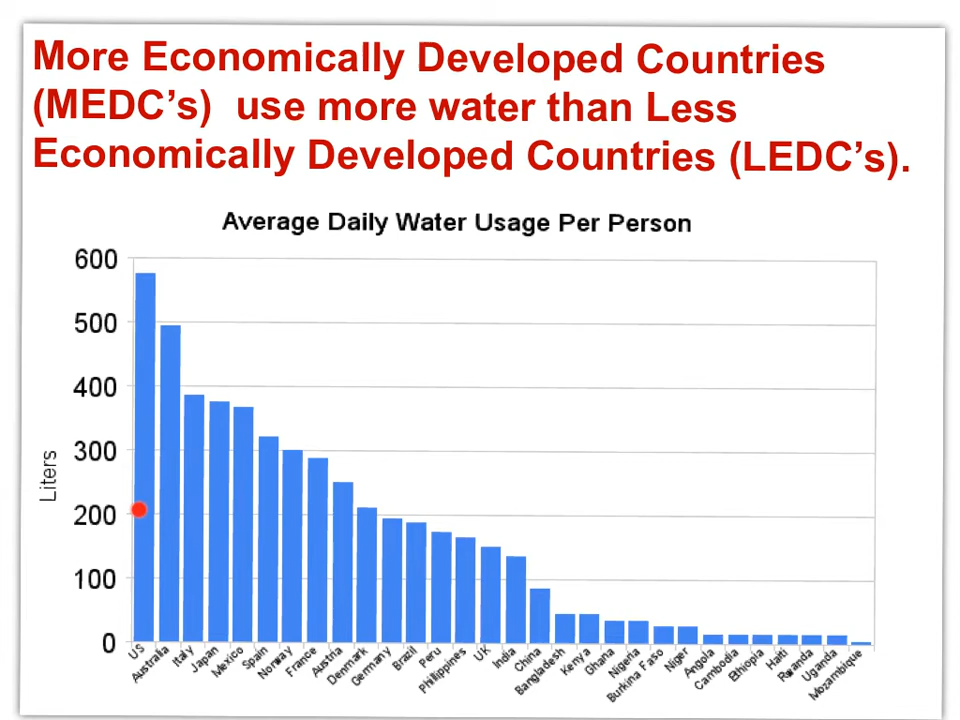 More Economically Developed Countries
(MEDC's) use more water than Less
Economically Developed Countries (LEDC's).
Average Daily Water Usage Per Person
600
500
400
300
200
100
0
Liters
US
Australia
Italy
Japan
Mexico
Spain
Norway
France
Austria
Denmark
Germany
Brazil
Peru
Phillippines
UK
India
China
Bangladesh
Kenya
Ghana
Nigeria
Burkina Faso
Niger
Angola
Cambodia
Ethiopia
Haiti
Rwanda
Uganda
Mozambique